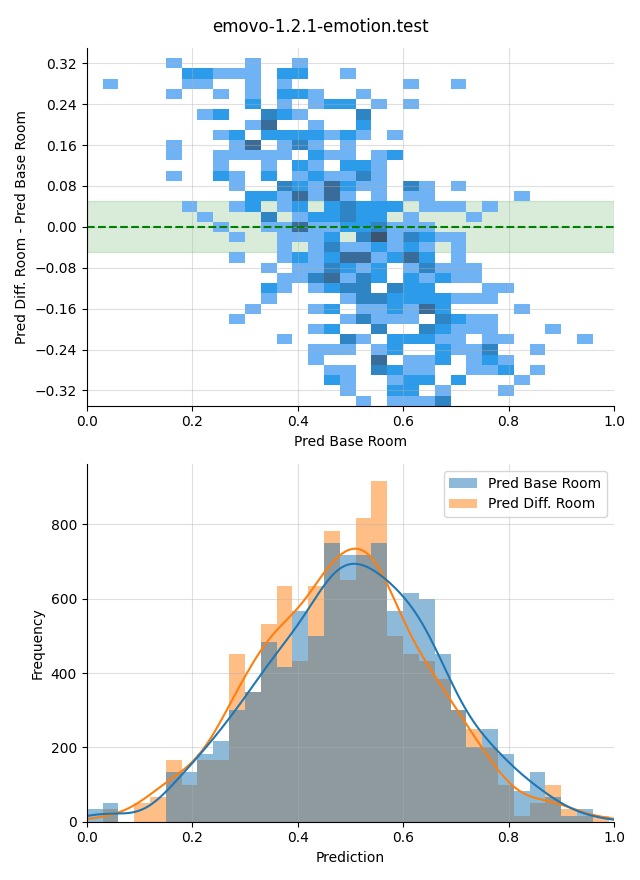 emovo-1.2.1-emotion.test
Pred Diff. Room - Pred Base Room
0.32
0.24
0.16
0.08
0.00
−0.08
−0.16
−0.24
−0.32
0.0 0.2 0.4 0.6 0.8 1.0
Pred Base Room
Frequency
800
600
400
200
0
Pred Base Room
Pred Diff. Room
0.0 0.2 0.4 0.6 0.8 1.0
Prediction